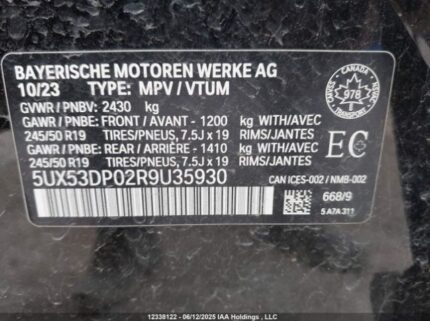 BAYERISCHE MOTOREN WERKE AG
10/23 TYPE: MPV / VTUM
GVWR / PNBV: 2430 kg
GAWR / PNBE: FRONT / AVANT - 1200 kg WITH/AVEC
245/50 R19 TIRES/PNEUS, 7.5J x 19 RIMS/JANTES
GAWR / PNBE: REAR / ARRIÈRE - 1410 kg WITH/AVEC
245/50 R19 TIRES/PNEUS, 7.5J x 19 RIMS/JANTES
5UX53DP02R9U35930
CANADA
978
EC
CAN ICES-002 / NMB-002
668/9
5 A7A 311
12338122 - 06/12/2025 IAA Holdings LLC